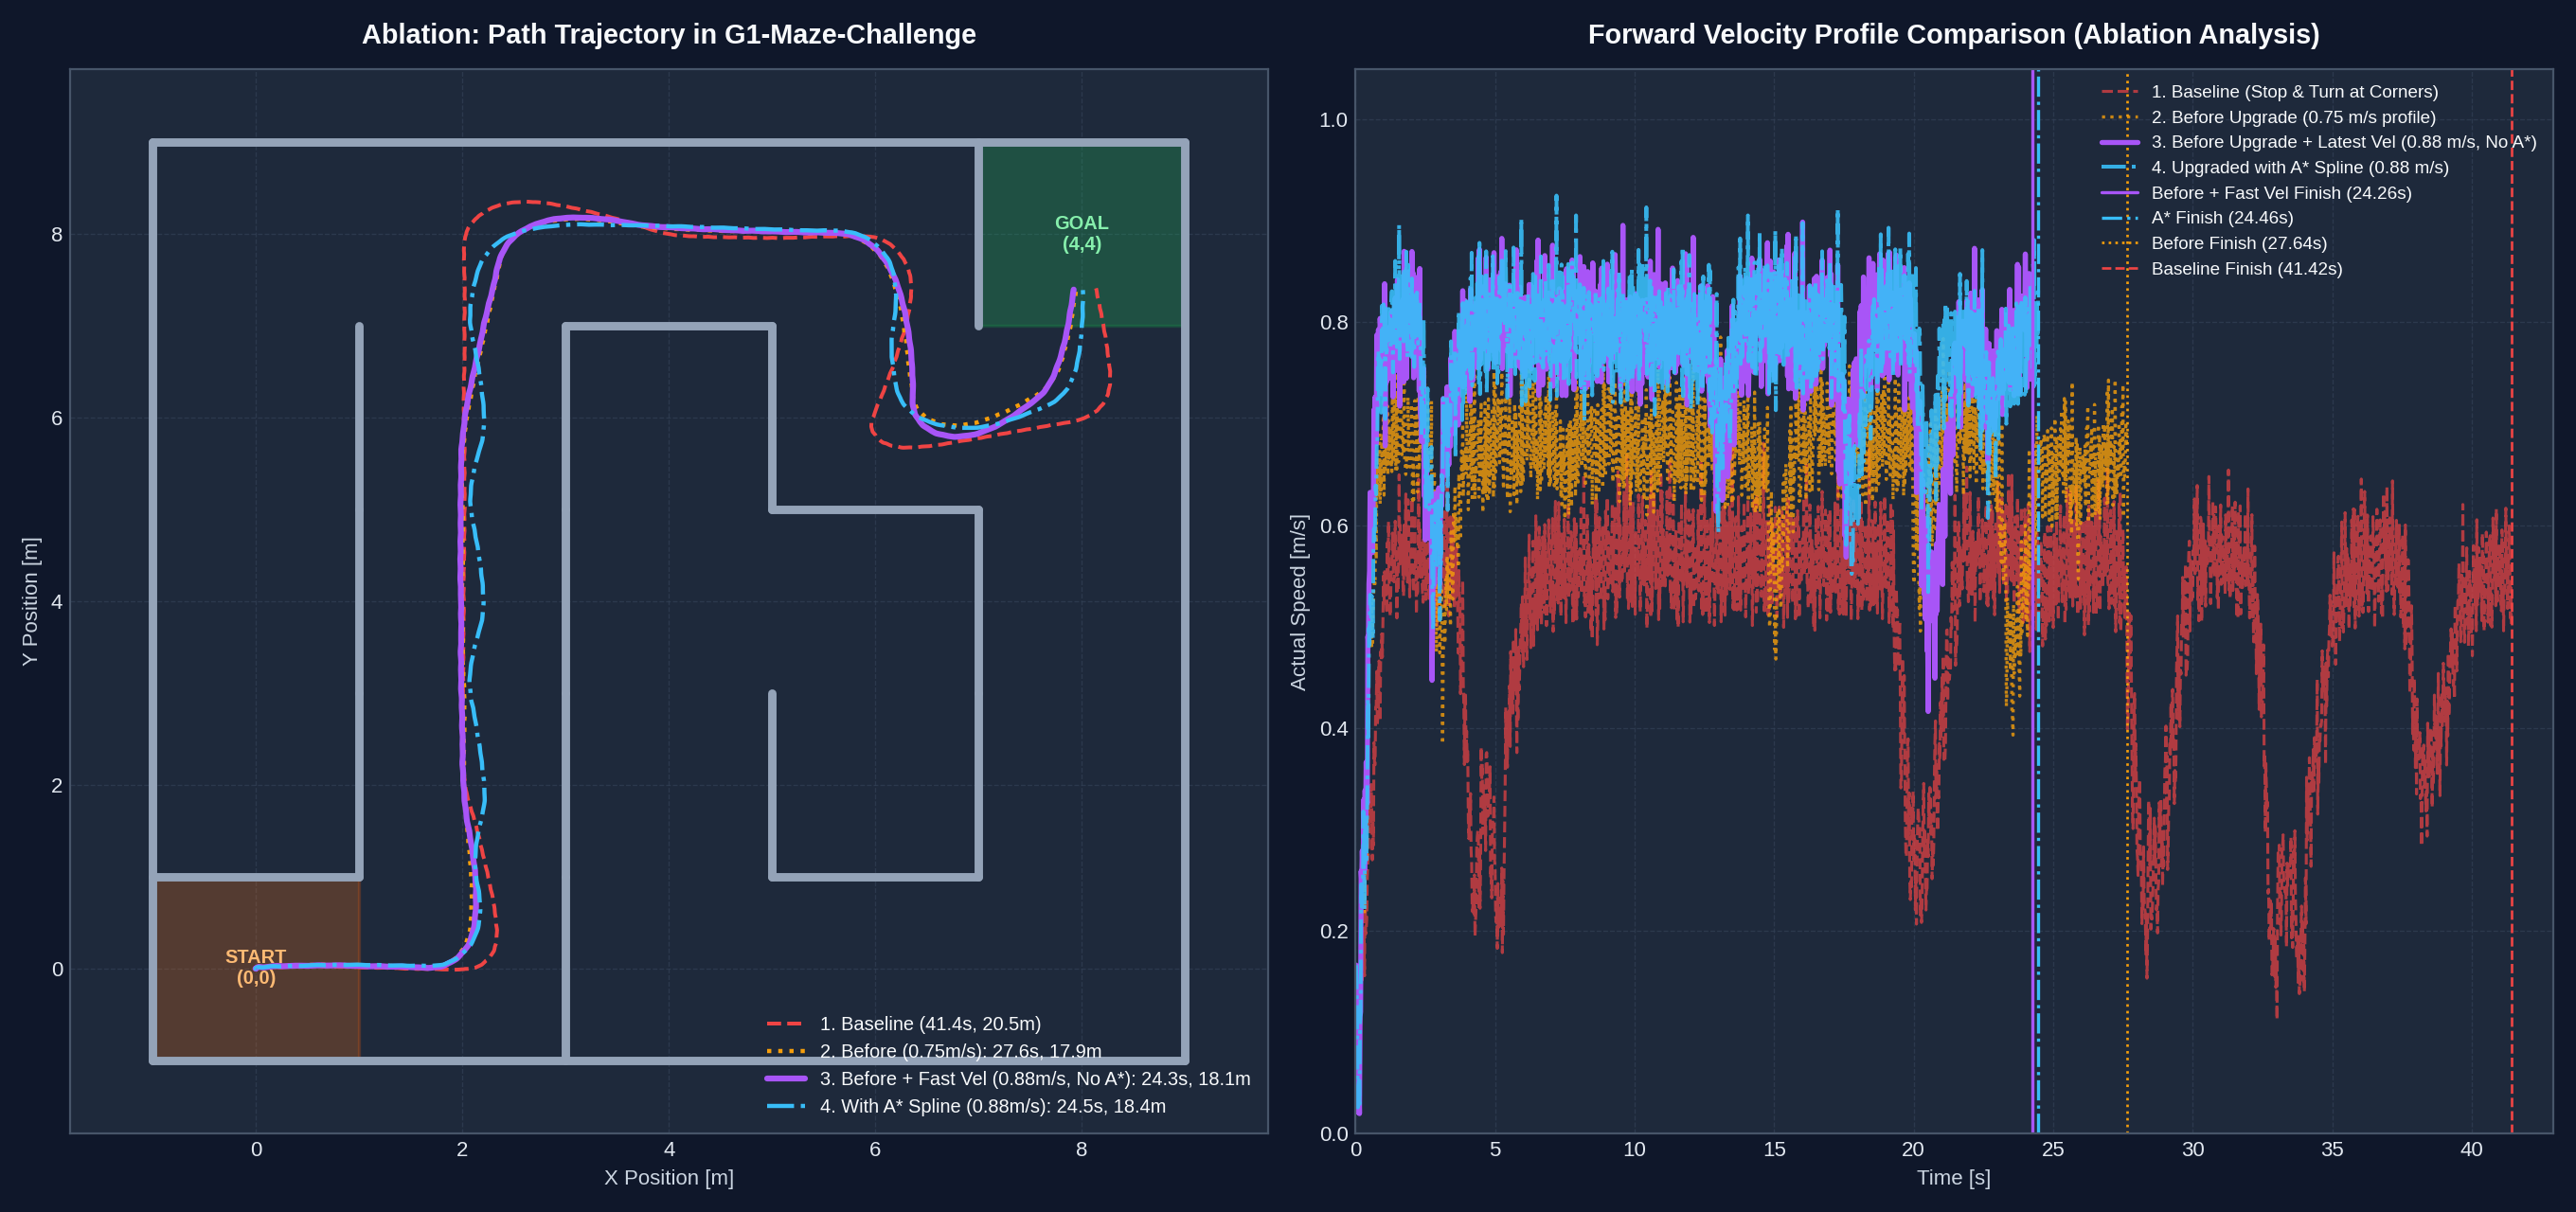 Ablation: Path Trajectory in G1-Maze-Challenge
Y Position [m]
8
6
4
2
0
GOAL
(4,4)
START
(0,0)
1. Baseline (41.4s, 20.5m)
2. Before (0.75m/s): 27.6s, 17.9m
3. Before + Fast Vel (0.88m/s, No A*): 24.3s, 18.1m
4. With A* Spline (0.88m/s): 24.5s, 18.4m
0 2 4 6 8
X Position [m]
Forward Velocity Profile Comparison (Ablation Analysis)
Actual Speed [m/s]
1.0
0.8
0.6
0.4
0.2
0.0
1. Baseline (Stop & Turn at Corners)
2. Before Upgrade (0.75 m/s profile)
3. Before Upgrade + Latest Vel (0.88 m/s, No A*)
4. Upgraded with A* Spline (0.88 m/s)
Before + Fast Vel Finish (24.26s)
A* Finish (24.46s)
Before Finish (27.64s)
Baseline Finish (41.42s)
0 5 10 15 20 25 30 35 40
Time [s]